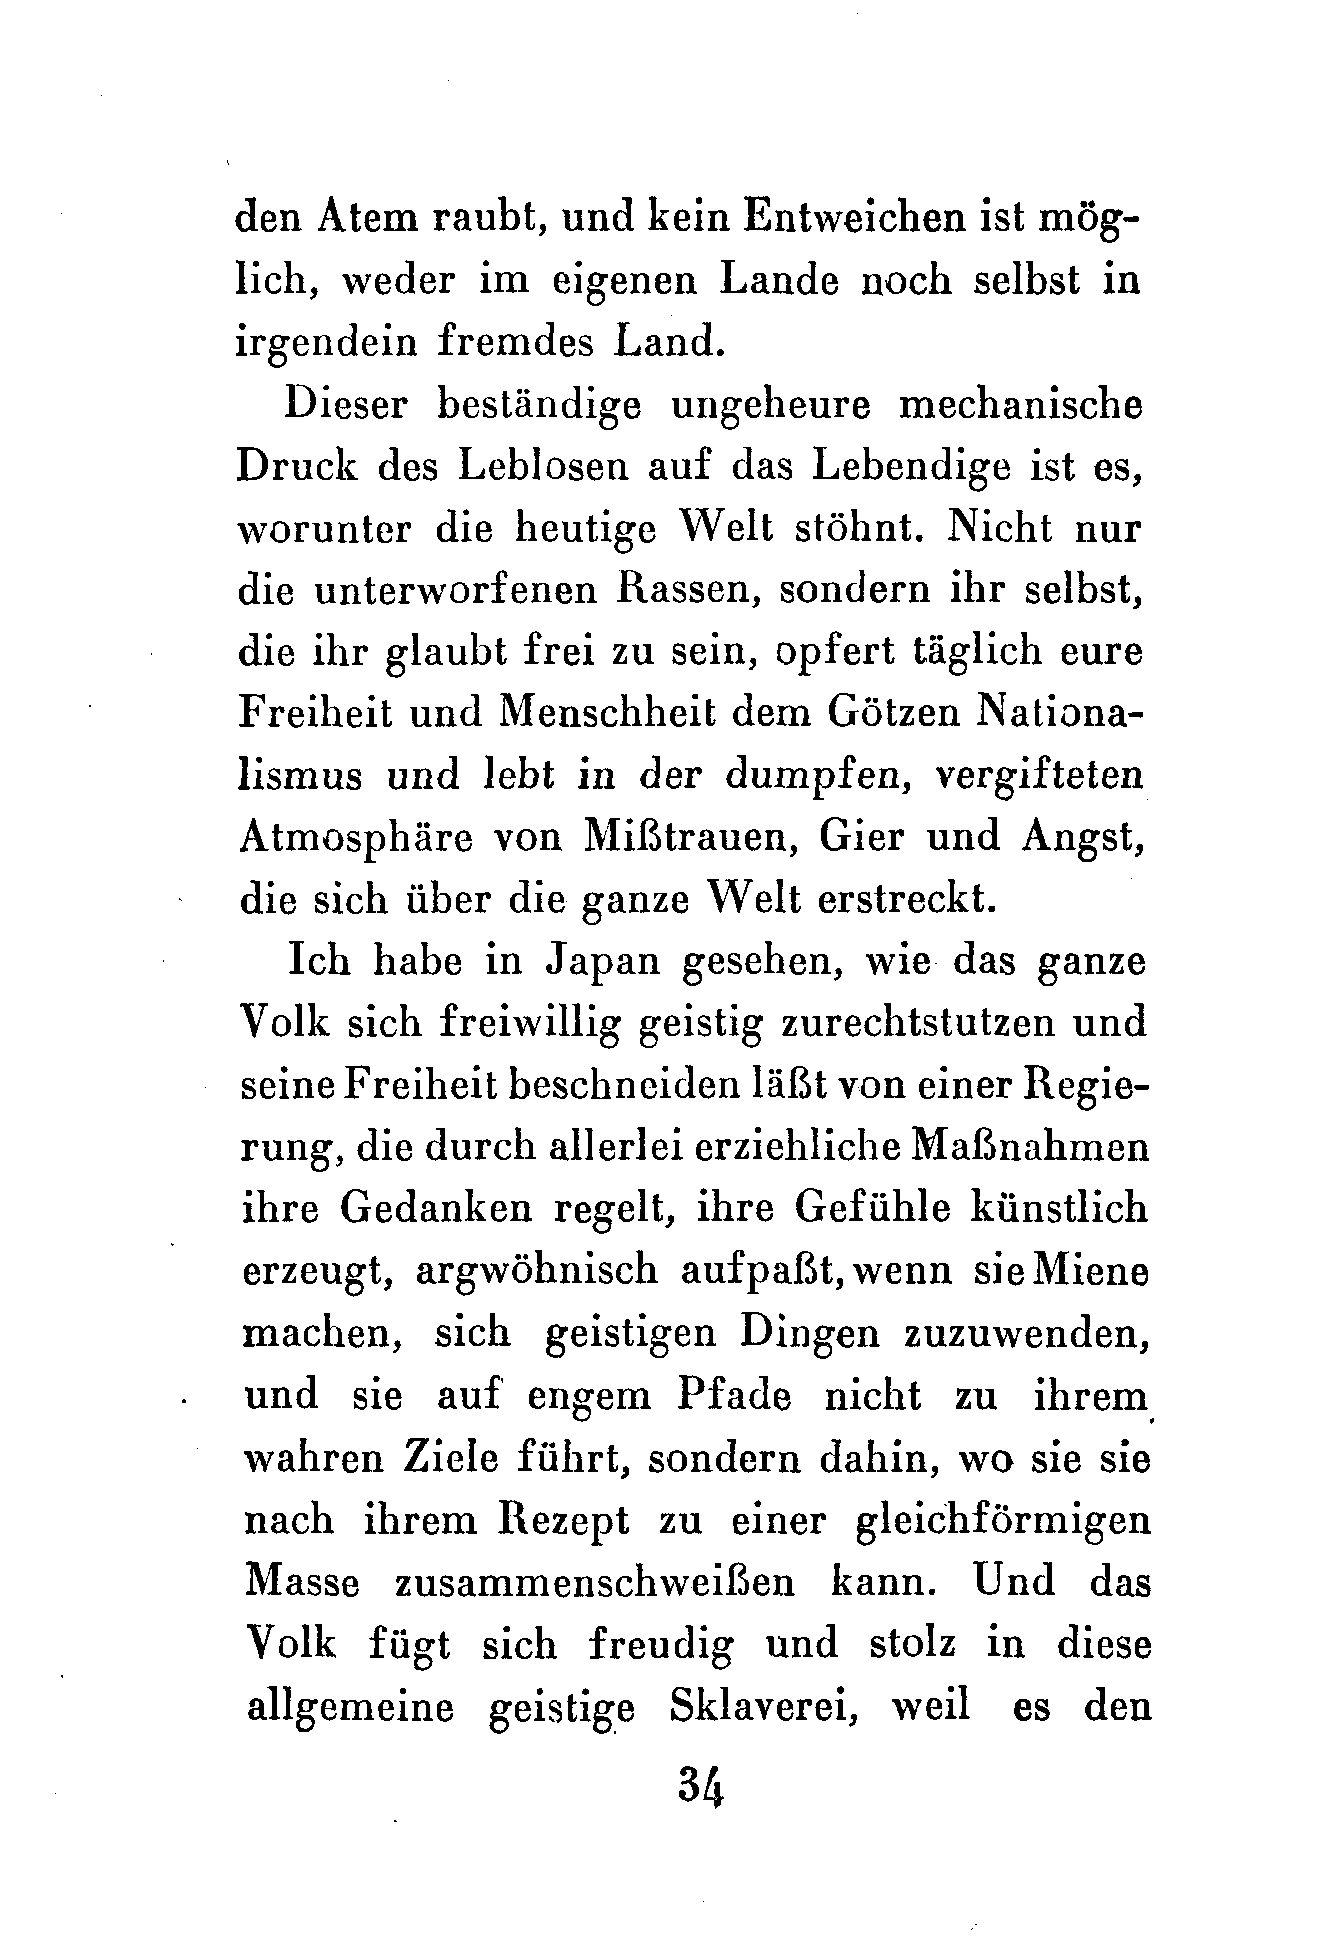 den Atem raubt, und kein Entweichen ist mög-
lich, weder im eigenen Lande noch selbst in
irgendein fremdes Land.
Dieser beständige ungeheure mechanische
Druck des Leblosen auf das Lebendige ist es,
worunter die heutige Welt stöhnt. Nicht nur
die unterworfenen Rassen, sondern ihr selbst,
die ihr glaubt frei zu sein, opfert täglich eure
Freiheit und Menschheit dem Götzen Nationa-
lismus und lebt in der dumpfen, vergifteten
Atmosphäre von Mißtrauen, Gier und Angst,
die sich über die ganze Welt erstreckt.
Ich habe in Japan gesehen, wie das ganze
Volk sich freiwillig geistig zurechtstutzen und
seine Freiheit beschneiden läßt von einer Regie-
rung, die durch allerlei erziehliche Maßnahmen
ihre Gedanken regelt, ihre Gefühle künstlich
erzeugt, argwöhnisch aufpaßt, wenn sie Miene
machen, sich geistigen Dingen zuzuwenden,
und sie auf engem Pfade nicht zu ihrem
wahren Ziele führt, sondern dahin, wo sie sie
nach ihrem Rezept zu einer gleichförmigen
Masse zusammenschweißen kann. Und das
Volk fügt sich freudig und stolz in diese
allgemeine geistige Sklaverei, weil es den
34